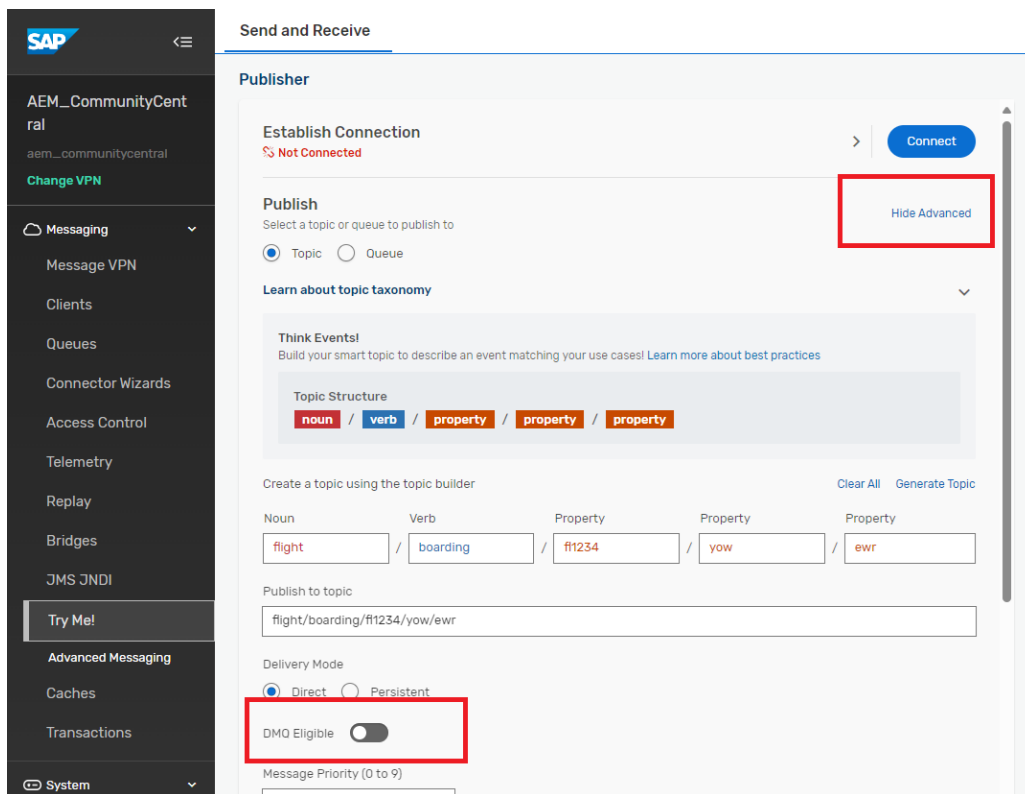 SAP
AEM_CommunityCent
ral
aem_communitycentral
Change VPN
Messaging
Message VPN
Clients
Queues
Connector Wizards
Access Control
Telemetry
Replay
Bridges
JMS JNDI
Try Me!
Advanced Messaging
Caches
Transactions
System
Send and Receive
Publisher
Establish Connection
Not Connected
Connect
Publish
Hide Advanced
Select a topic or queue to publish to
Topic Queue
Learn about topic taxonomy
Think Events!
Build your smart topic to describe an event matching your use cases! Learn more about best practices
Topic Structure
noun / verb / property / property / property
Create a topic using the topic builder Clear All Generate Topic
Noun Verb Property Property Property
flight / boarding / fl1234 / yow / ewr
Publish to topic
flight/boarding/fl1234/yow/ewr
Delivery Mode
Direct Persistent
DMQ Eligible
Message Priority (0 to 9)